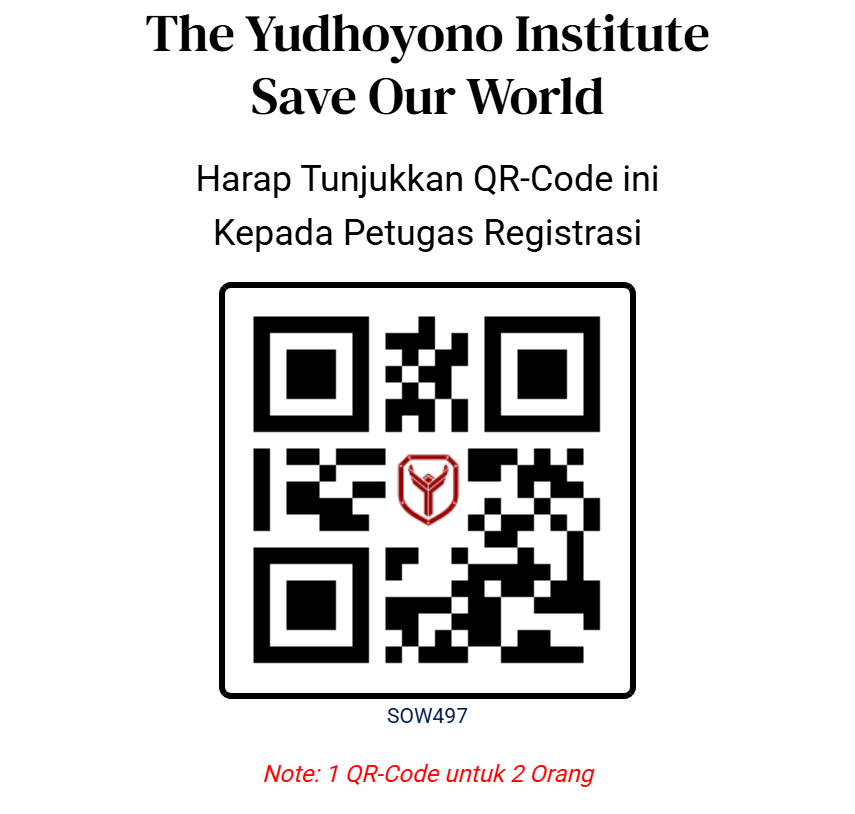 The Yudhoyono Institute
Save Our World
Harap Tunjukkan QR-Code ini
Kepada Petugas Registrasi
SOW497
Note: 1 QR-Code untuk 2 Orang